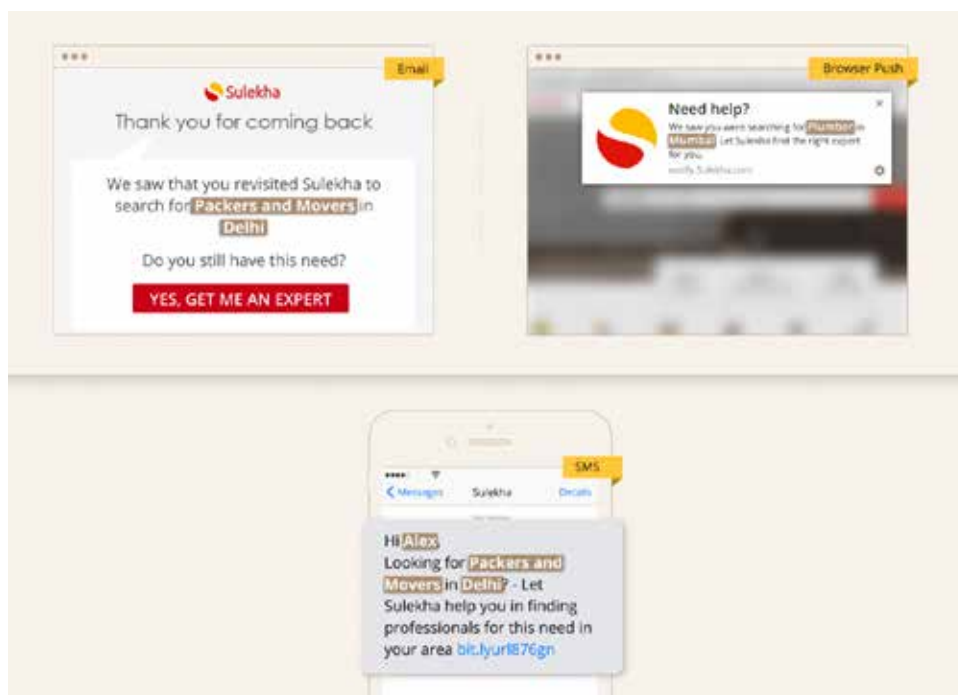 Email
Sulekha
Thank you for coming back
We saw that you revisited Sulekha to
search for Packers and Movers in
Delhi
Do you still have this need?
YES, GET ME AN EXPERT
Browser Push
Need help?
We saw you were searching for Plumber in
Mumbai. Let Sulekha find the right expert
for you.
SMS
Messages
Sulekha
Details
Hi Alex
Looking for Packers and
Movers in Delhi? - Let
Sulekha help you in finding
professionals for this need in
your area bit.lyurl876gn